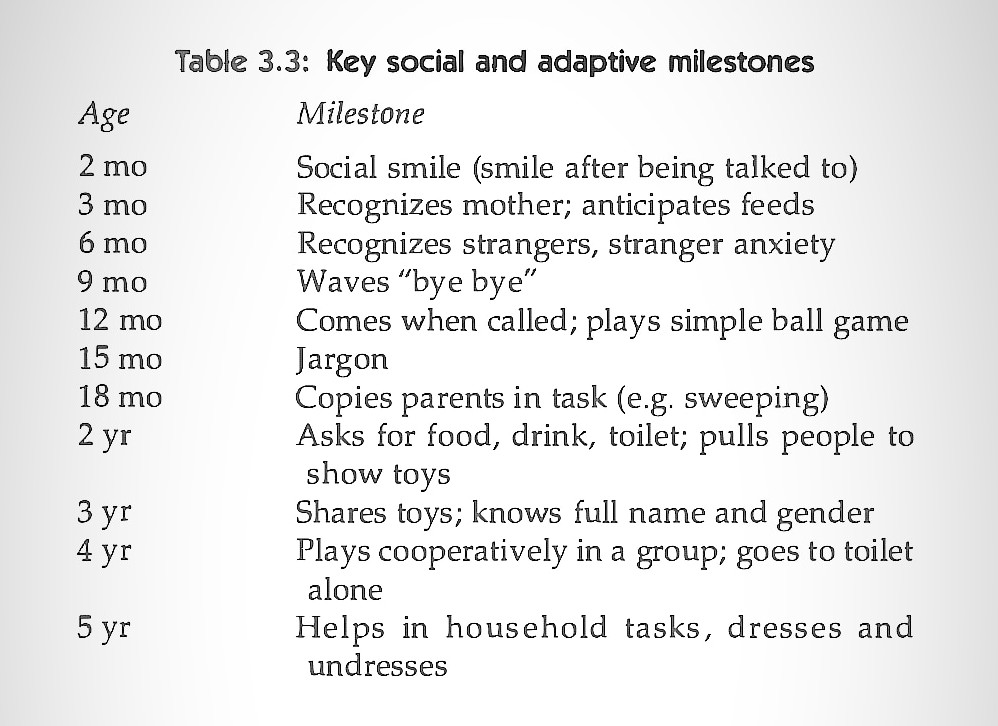 Table 3.3: Key social and adaptive milestones
Age Milestone
2 mo Social smile (smile after being talked to)
3 mo Recognizes mother; anticipates feeds
6 mo Recognizes strangers, stranger anxiety
9 mo Waves “bye bye”
12 mo Comes when called; plays simple ball game
15 mo Jargon
18 mo Copies parents in task (e.g. sweeping)
2 yr Asks for food, drink, toilet; pulls people to
show toys
3 yr Shares toys; knows full name and gender
4 yr Plays cooperatively in a group; goes to toilet
alone
5 yr Helps in household tasks, dresses and
undresses